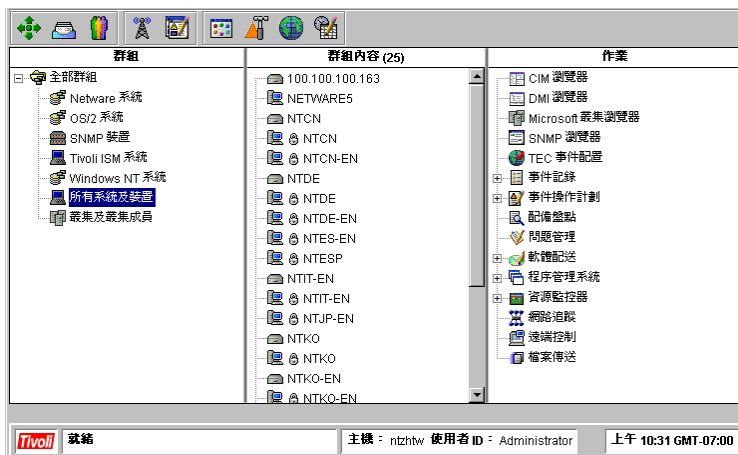 群組
全部群組
Netware 系統
OS/2 系統
SNMP 裝置
Tivoli ISM 系統
Windows NT 系統
所有系統及裝置
叢集及叢集成員
群組內容 (25)
100.100.100.163
NETWARE5
NTCN
NTCN
NTCN-EN
NTDE
NTDE
NTDE-EN
NTES-EN
NTESP
NTIT-EN
NTIT-EN
NTJP-EN
NTKO
NTKO
NTKO-EN
NTKO-EN
作業
CIM 瀏覽器
DMI 瀏覽器
Microsoft 叢集瀏覽器
SNMP 瀏覽器
TEC 事件配置
事件記錄
事件操作計劃
配備盤點
問題管理
軟體配送
程序管理系統
資源監控器
網路追蹤
遠端控制
檔案傳送
Tivoli 就緒 主機： ntzhtw 使用者 ID： Administrator 上午 10:31 GMT-07:00